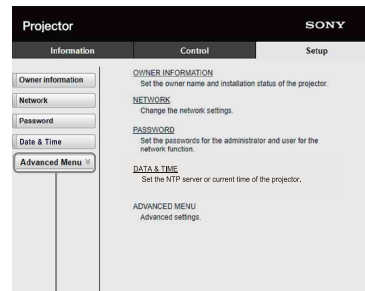 Projector
SONY
Information
Control
Setup
Owner information
Network
Password
Date & Time
Advanced Menu
OWNER INFORMATION
Set the owner name and installation status of the projector.
NETWORK
Change the network settings.
PASSWORD
Set the passwords for the administrator and user for the
network function.
DATA & TIME
Set the NTP server or current time of the projector.
ADVANCED MENU
Advanced settings.